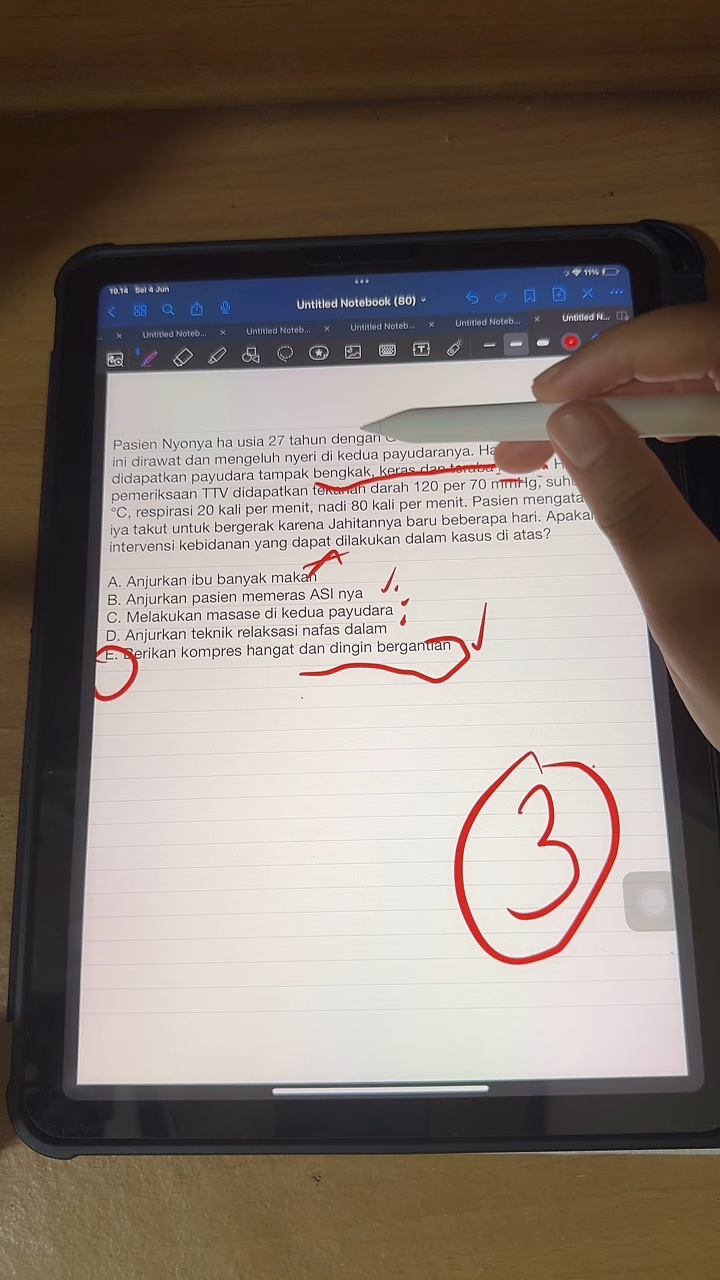 19.14 Sel 4 Jun
11%
Untitled Notebook (80)
Untitled Noteb... Untitled Noteb... Untitled Noteb... Untitled Noteb... Untitled N...
Pasien Nyonya ha usia 27 tahun dengan
ini dirawat dan mengeluh nyeri di kedua payudaranya.
didapatkan payudara tampak bengkak, keras dan teraba
pemeriksaan TTV didapatkan tekanan darah 120 per 70 mmHg,
°C, respirasi 20 kali per menit, nadi 80 kali per menit. Pasien
iya takut untuk bergerak karena Jahitannya baru beberapa hari.
intervensi kebidanan yang dapat dilakukan dalam kasus di atas?
A. Anjurkan ibu banyak makan
B. Anjurkan pasien memeras ASI nya
C. Melakukan masase di kedua payudara
D. Anjurkan teknik relaksasi nafas dalam
E. Berikan kompres hangat dan dingin bergantian
3